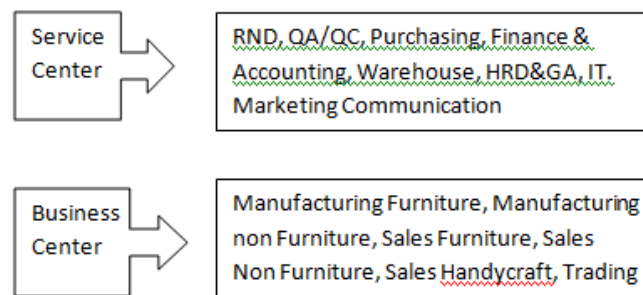 Service
Center
RND, QA/QC, Purchasing, Finance &
Accounting, Warehouse, HRD&GA, IT.
Marketing Communication
Business
Center
Manufacturing Furniture, Manufacturing
non Furniture, Sales Furniture, Sales
Non Furniture, Sales Handycraft, Trading